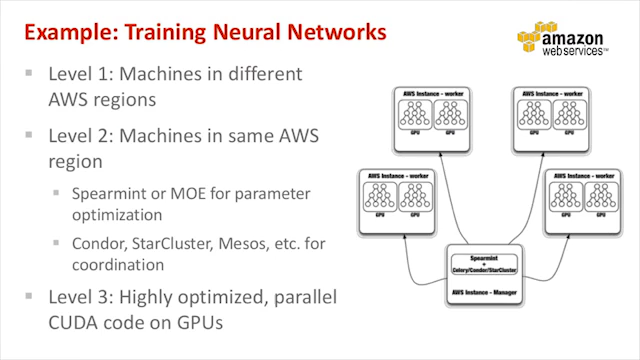 Example: Training Neural Networks
amazon
webservices™
▪ Level 1: Machines in different
AWS regions
▪ Level 2: Machines in same AWS
region
▪ Spearmint or MOE for parameter
optimization
▪ Condor, StarCluster, Mesos, etc. for
coordination
▪ Level 3: Highly optimized, parallel
CUDA code on GPUs
AWS Instance - worker
GPU GPU
AWS Instance - worker
GPU GPU
AWS Instance - worker
GPU GPU
AWS Instance - worker
GPU GPU
Spearmint
+
Celery/Condor/StarCluster
AWS Instance - Manager